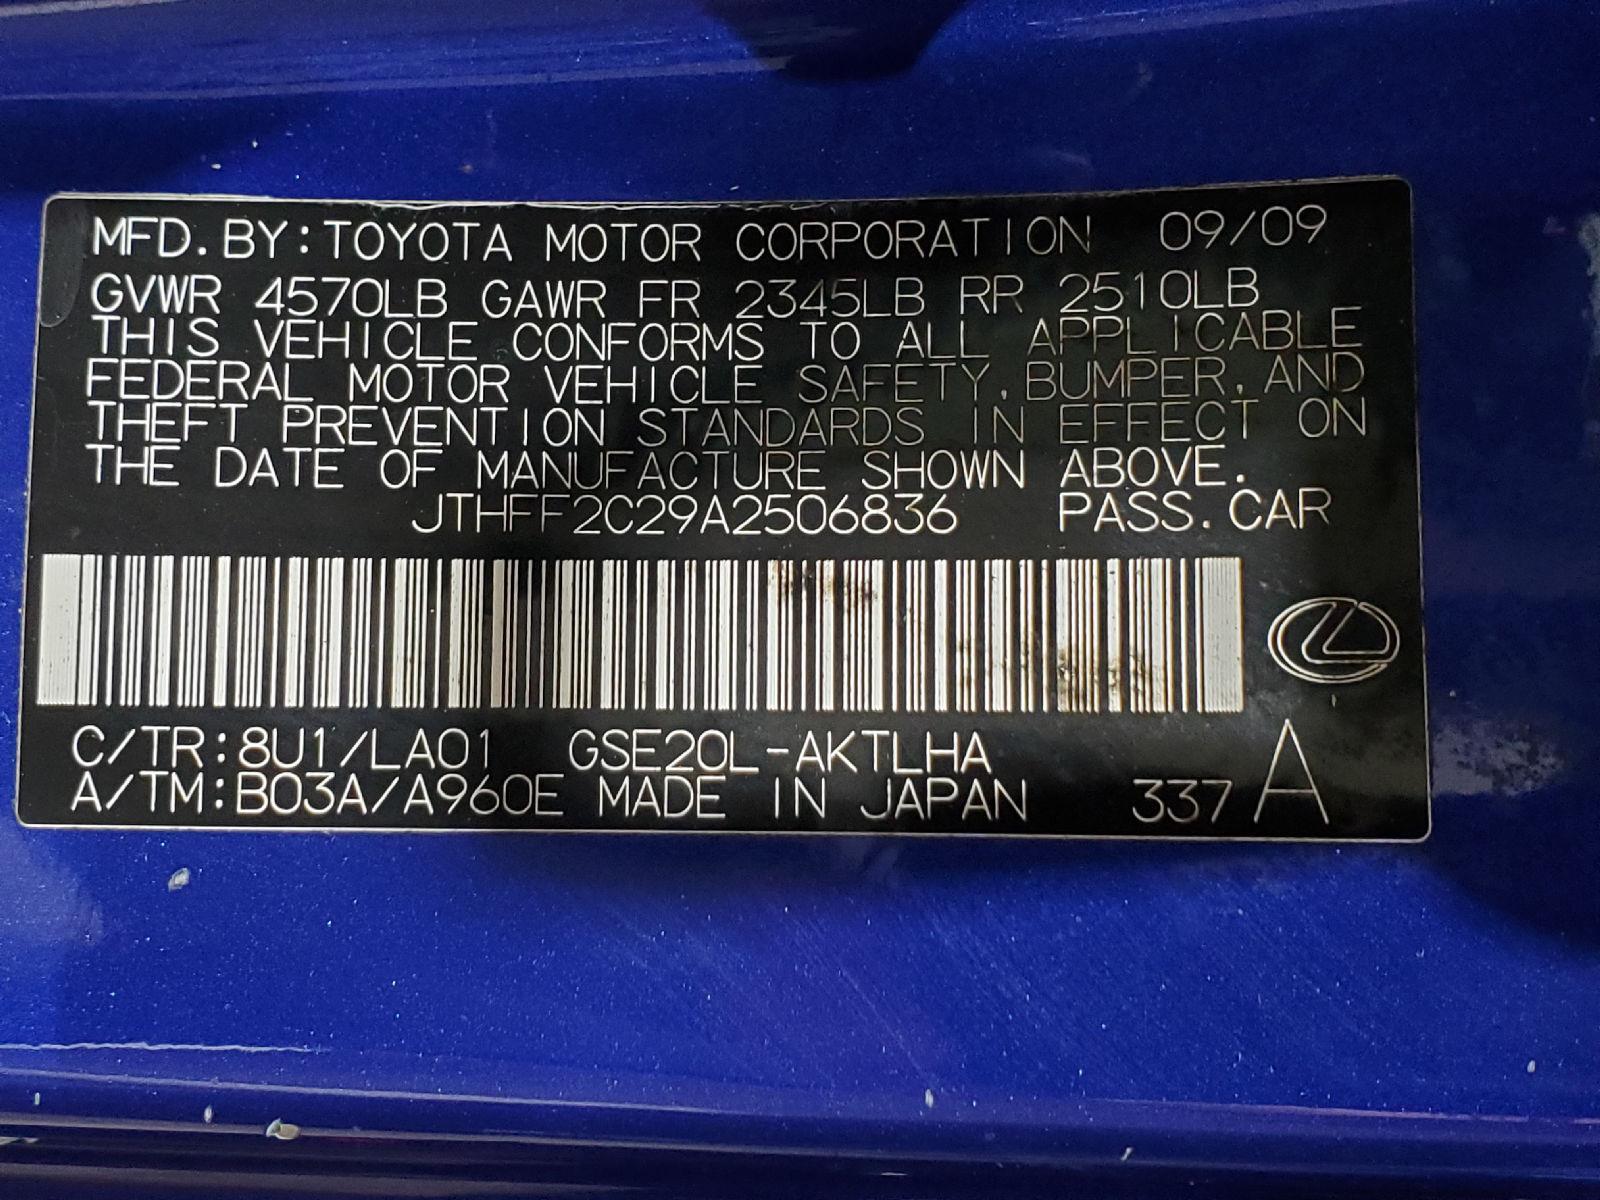 MFD. BY: TOYOTA MOTOR CORPORATION 09/09
GVWR 4570LB GAWR FR 2345LB RR 2510LB
THIS VEHICLE CONFORMS TO ALL APPLICABLE
FEDERAL MOTOR VEHICLE SAFETY, BUMPER, AND
THEFT PREVENTION STANDARDS IN EFFECT ON
THE DATE OF MANUFACTURE SHOWN ABOVE.
JTHFF2C29A2506836 PASS. CAR
C/TR: 8U1/LA01 GSE20L-AKTLHA
A/TM: B03A/A960E MADE IN JAPAN 337 A